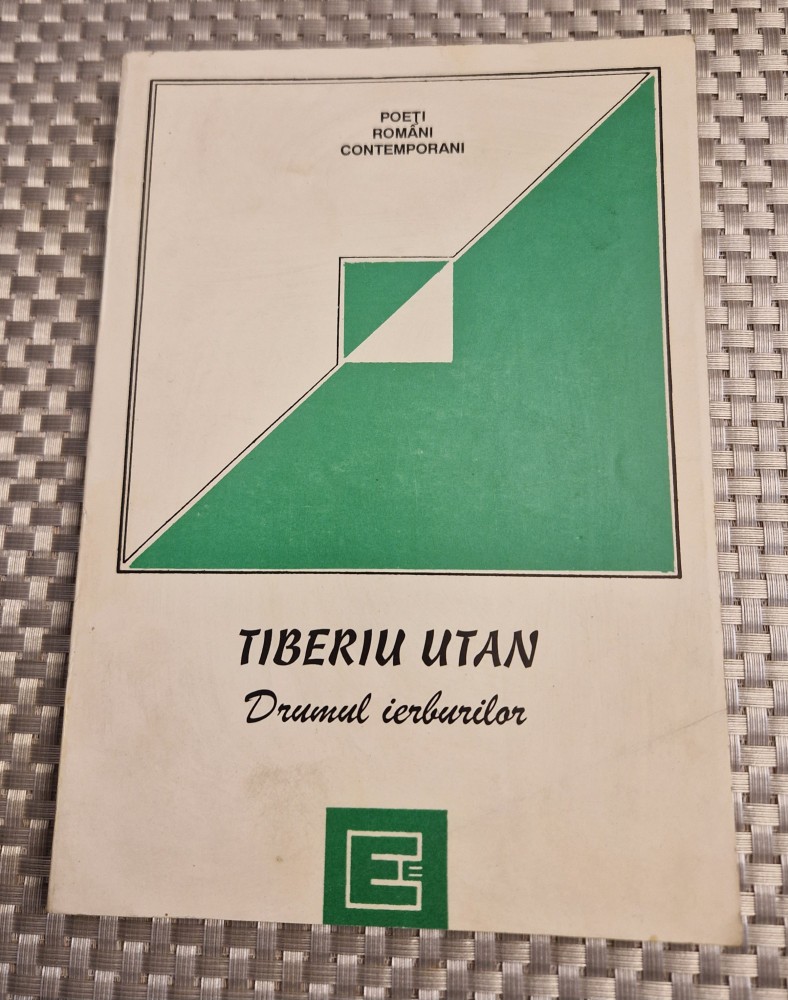 POEȚI
ROMÂNI
CONTEMPORANI
TIBERIU UTAN
Drumul ierburilor
E